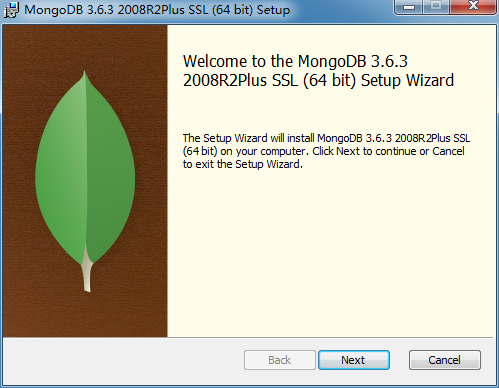 MongoDB 3.6.3 2008R2Plus SSL (64 bit) Setup
Welcome to the MongoDB 3.6.3
2008R2Plus SSL (64 bit) Setup Wizard
The Setup Wizard will install MongoDB 3.6.3 2008R2Plus SSL
(64 bit) on your computer. Click Next to continue or Cancel
to exit the Setup Wizard.
Back
Next
Cancel